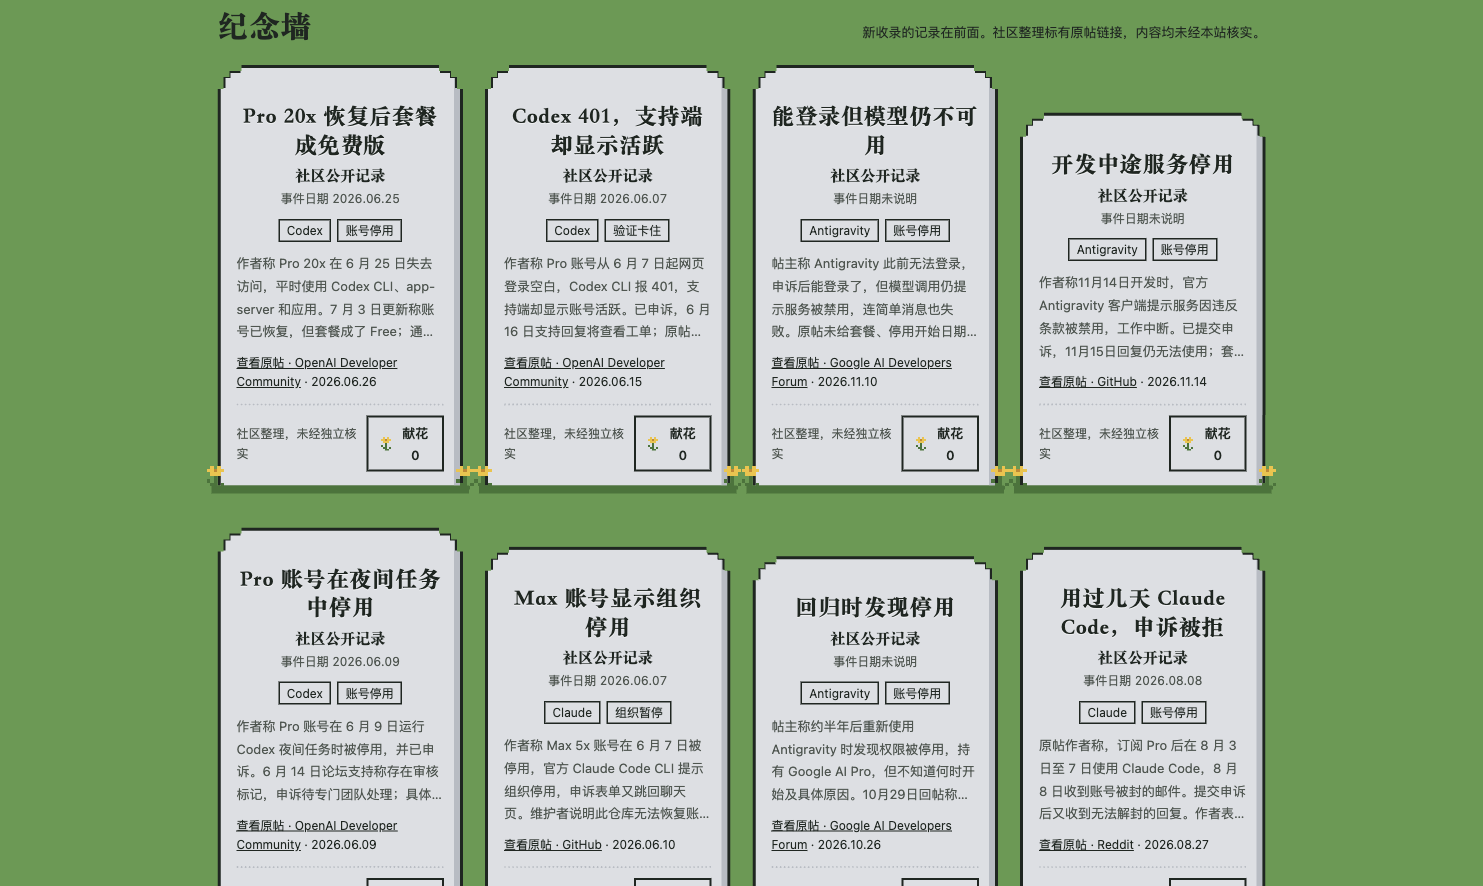 纪念墙
新收录的记录在前面。社区整理标有原帖链接，内容均未经本站核实。
Pro 20x 恢复后套餐
成免费版
社区公开记录
事件日期 2026.06.25
Codex
账号停用
作者称 Pro 20x 在 6 月 25 日失去
访问，平时使用 Codex CLI、app-
server 和应用。7 月 3 日更新称账
号已恢复，但套餐成了 Free；通...
查看原帖 · OpenAI Developer
Community · 2026.06.26
社区整理，未经独立核
实
献花
0
Codex 401，支持端
却显示活跃
社区公开记录
事件日期 2026.06.07
Codex
验证卡住
作者称 Pro 账号从 6 月 7 日起网页
登录空白，Codex CLI 报 401，支
持端却显示账号活跃。已申诉，6 月
16 日支持回复将查看工单；原帖...
查看原帖 · OpenAI Developer
Community · 2026.06.15
社区整理，未经独立核
实
献花
0
能登录但模型仍不可
用
社区公开记录
事件日期未说明
Antigravity
账号停用
帖主称 Antigravity 此前无法登录，
申诉后能登录了，但模型调用仍提
示服务被禁用，连简单消息也失
败。原帖未给套餐、停用开始日期...
查看原帖 · Google AI Developers
Forum · 2026.11.10
社区整理，未经独立核
实
献花
0
开发中途服务停用
社区公开记录
事件日期未说明
Antigravity
账号停用
作者称11月14日开发时，官方
Antigravity 客户端提示服务因违反
条款被禁用，工作中断。已提交申
诉，11月15日回复仍无法使用；套...
查看原帖 · GitHub · 2026.11.14
社区整理，未经独立核
实
献花
0
Pro 账号在夜间任务
中停用
社区公开记录
事件日期 2026.06.09
Codex
账号停用
作者称 Pro 账号在 6 月 9 日运行
Codex 夜间任务时被停用，并已申
诉。6 月 14 日论坛支持称存在审核
标记，申诉待专门团队处理；具体...
查看原帖 · OpenAI Developer
Community · 2026.06.09
Max 账号显示组织
停用
社区公开记录
事件日期 2026.06.07
Claude
组织暂停
作者称 Max 5x 账号在 6 月 7 日被
停用，官方 Claude Code CLI 提示
组织停用，申诉表单又跳回聊天
页。维护者说明此仓库无法恢复账...
查看原帖 · GitHub · 2026.06.10
回归时发现停用
社区公开记录
事件日期未说明
Antigravity
账号停用
帖主称约半年后重新使用
Antigravity 时发现权限被停用，持
有 Google AI Pro，但不知道何时开
始及具体原因。10月29日回帖称...
查看原帖 · Google AI Developers
Forum · 2026.10.26
用过几天 Claude
Code，申诉被拒
社区公开记录
事件日期 2026.08.08
Claude
账号停用
原帖作者称，订阅 Pro 后在 8 月 3
日至 7 日使用 Claude Code，8 月
8 日收到账号被封的邮件。提交申诉
后又收到无法解封的回复。作者表...
查看原帖 · Reddit · 2026.08.27